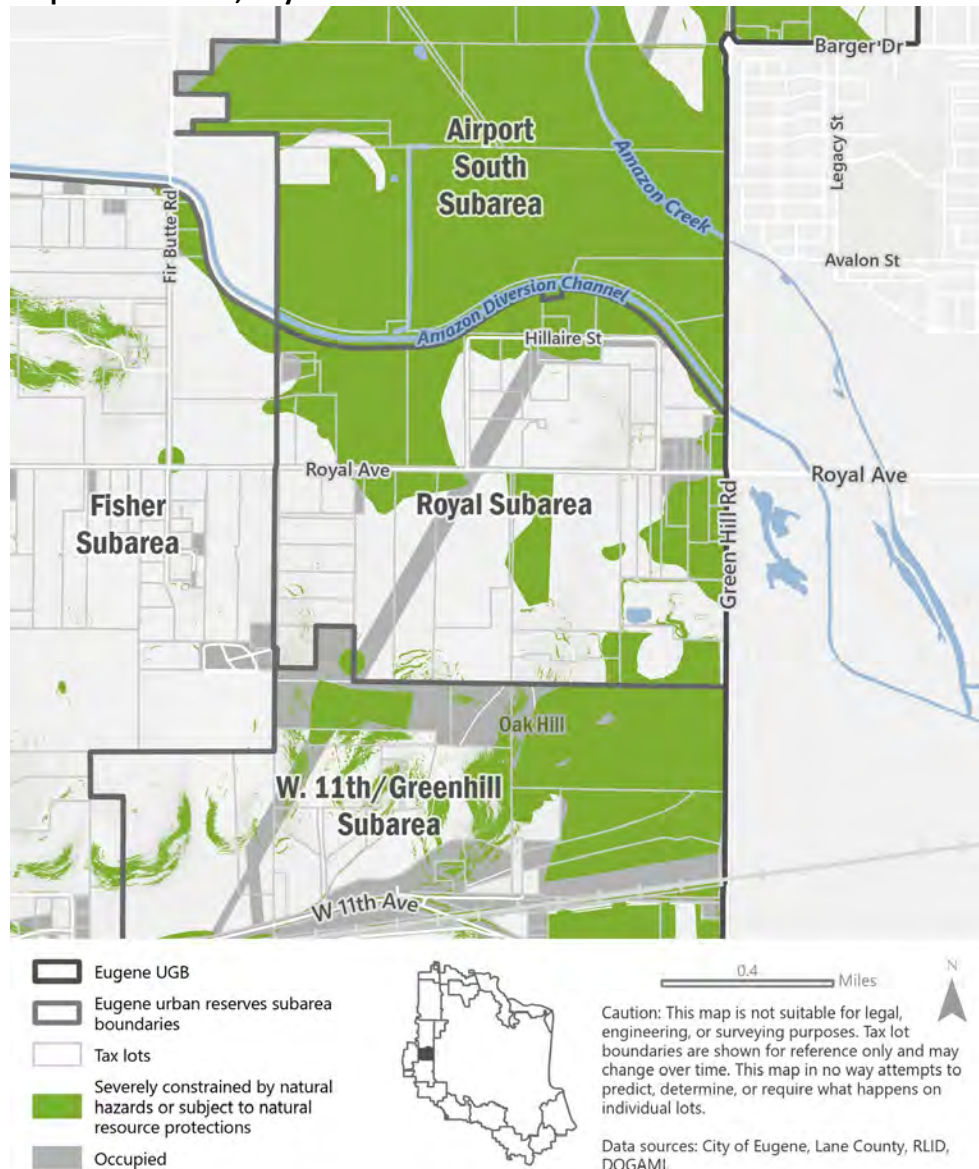 Barger Dr
Airport
South
Subarea
Legacy St
Amazon Creek
Fir Butte Rd
Avalon St
Amazon Diversion Channel
Hillaire St
Royal Ave
Royal Ave
Fisher
Subarea
Royal Subarea
Green Hill Rd
Oak Hill
W. 11th/Greenhill
Subarea
W 11th Ave
Eugene UGB
Eugene urban reserves subarea
boundaries
Tax lots
Severely constrained by natural
hazards or subject to natural
resource protections
Occupied
0.4
Miles
N
Caution: This map is not suitable for legal,
engineering, or surveying purposes. Tax lot
boundaries are shown for reference only and may
change over time. This map in no way attempts to
predict, determine, or require what happens on
individual lots.
Data sources: City of Eugene, Lane County, RLID,
DOGAMI